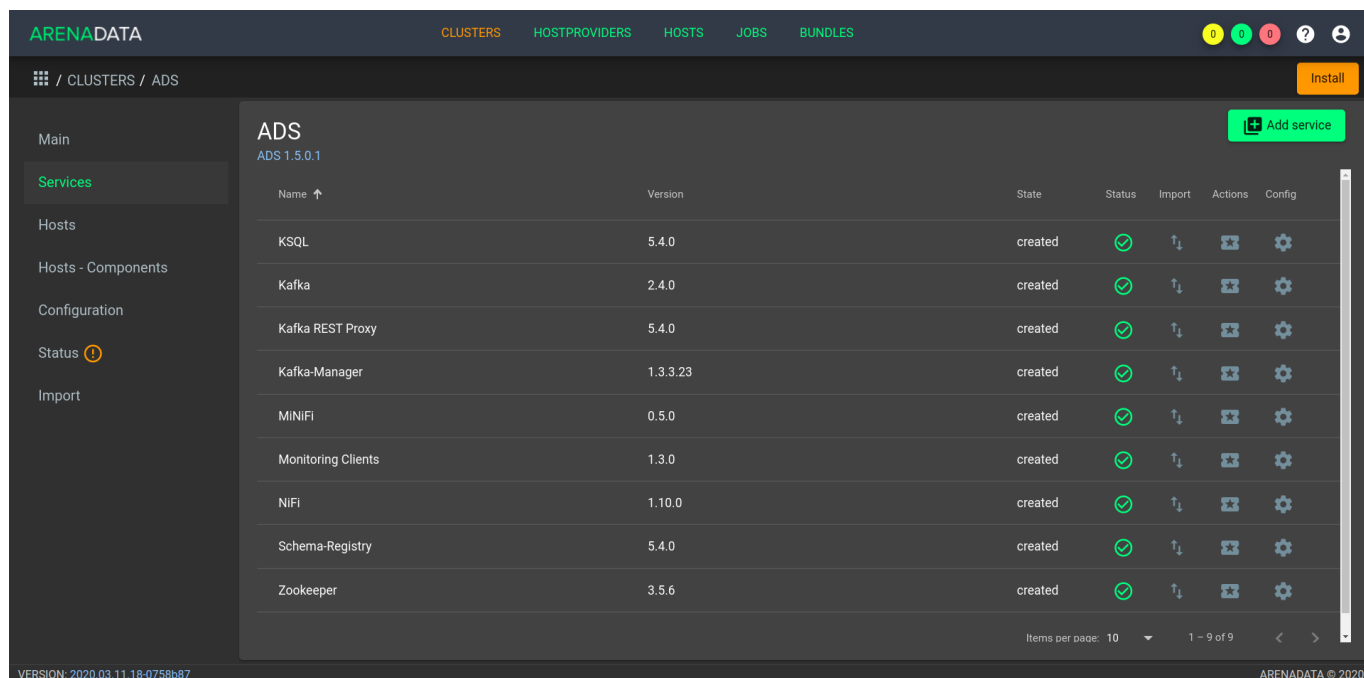 ARENADATA CLUSTERS HOSTPROVIDERS HOSTS JOBS BUNDLES 0 0 0 ?
/ CLUSTERS / ADS Install
Main
Services
Hosts
Hosts - Components
Configuration
Status !
Import
ADS Add service
ADS 1.5.0.1
Name Version State Status Import Actions Config
KSQL 5.4.0 created
Kafka 2.4.0 created
Kafka REST Proxy 5.4.0 created
Kafka-Manager 1.3.3.23 created
MiNiFi 0.5.0 created
Monitoring Clients 1.3.0 created
NiFi 1.10.0 created
Schema-Registry 5.4.0 created
Zookeeper 3.5.6 created
Items per page: 10 1 – 9 of 9
VERSION: 2020.03.11.18-0758b87 ARENADATA © 2020